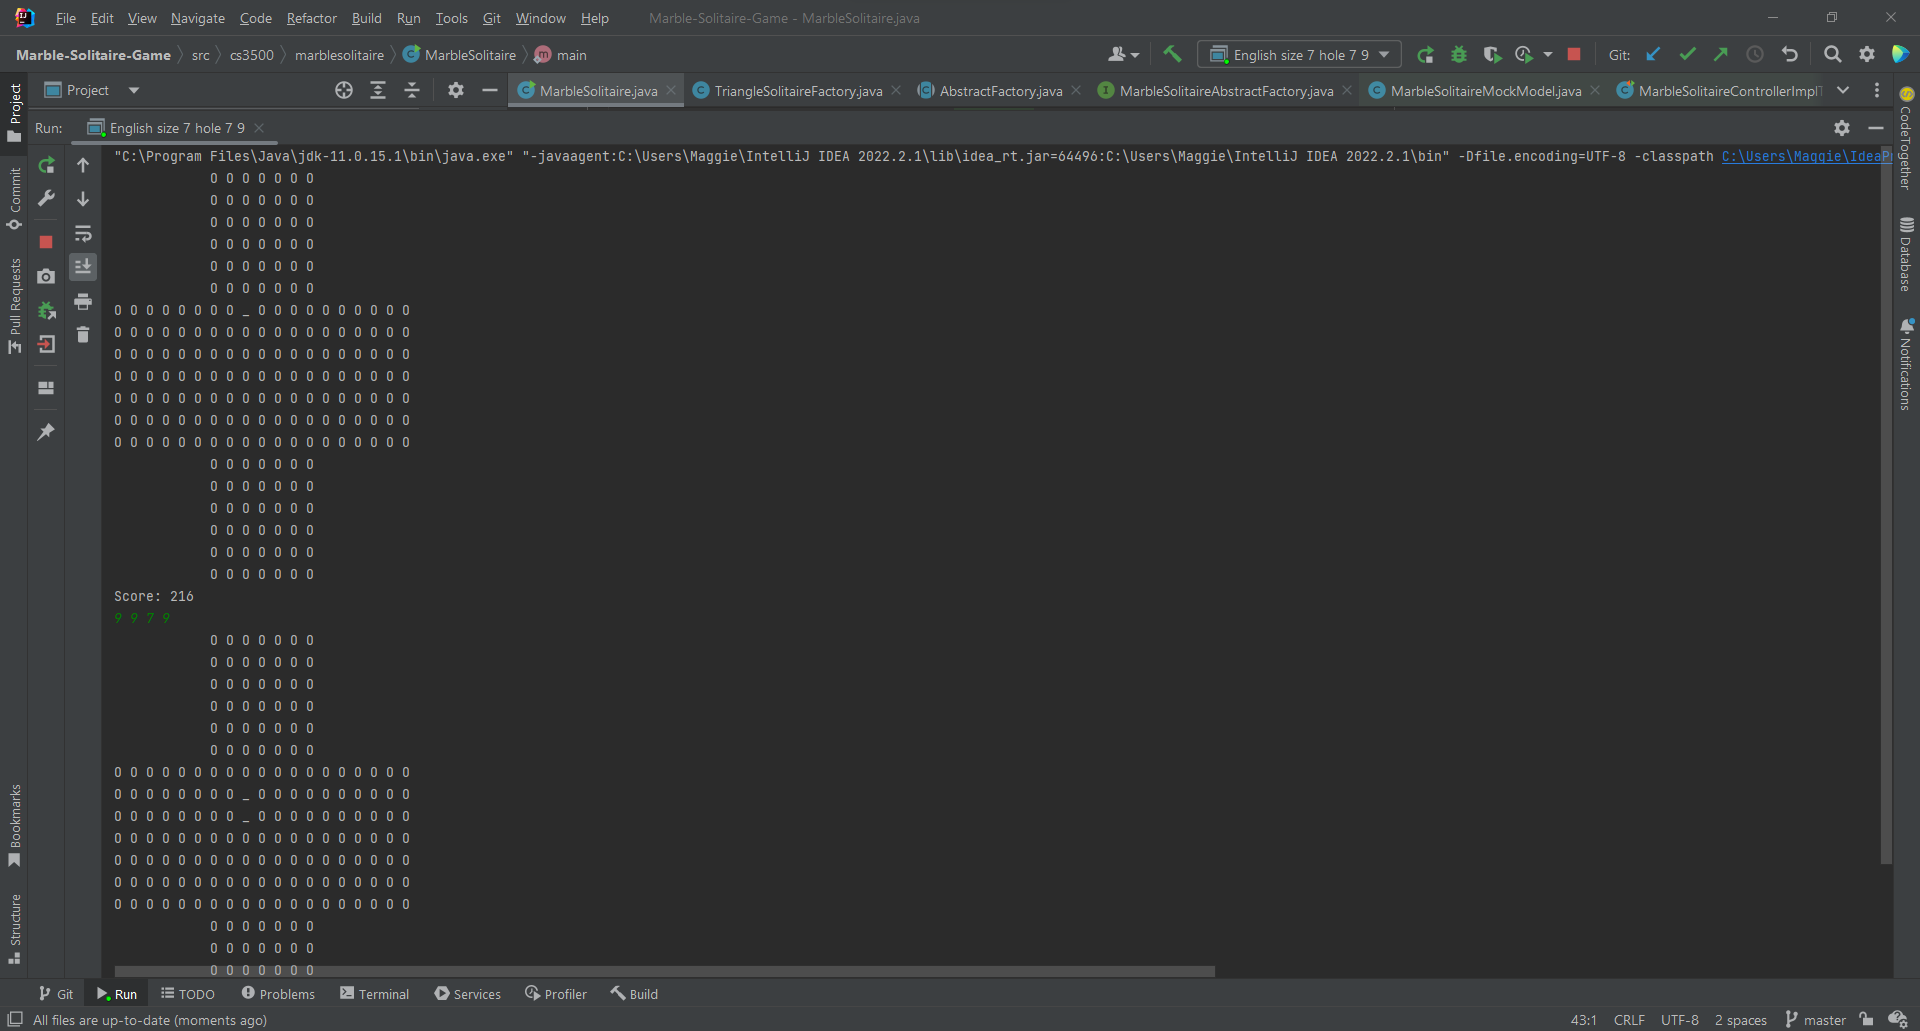 File Edit View Navigate Code Refactor Build Run Tools Git Window Help Marble-Solitaire-Game - MarbleSolitaire.java
Marble-Solitaire-Game src cs3500 marblesolitaire MarbleSolitaire main English size 7 hole 7 9 Git:
Project MarbleSolitaire.java TriangleSolitaireFactory.java AbstractFactory.java MarbleSolitaireAbstractFactory.java MarbleSolitaireMockModel.java MarbleSolitaireControllerImpl
Run: English size 7 hole 7 9
"C:\Program Files\Java\jdk-11.0.15.1\bin\java.exe" "-javaagent:C:\Users\Maggie\IntelliJ IDEA 2022.2.1\lib\idea_rt.jar=64496:C:\Users\Maggie\IntelliJ IDEA 2022.2.1\bin" -Dfile.encoding=UTF-8 -classpath C:\Users\Maggie\IdeaP
            O O O O O O O
            O O O O O O O
            O O O O O O O
            O O O O O O O
            O O O O O O O
            O O O O O O O
O O O O O O O O _ O O O O O O O O O O
O O O O O O O O O O O O O O O O O O O
O O O O O O O O O O O O O O O O O O O
O O O O O O O O O O O O O O O O O O O
O O O O O O O O O O O O O O O O O O O
O O O O O O O O O O O O O O O O O O O
O O O O O O O O O O O O O O O O O O O
            O O O O O O O
            O O O O O O O
            O O O O O O O
            O O O O O O O
            O O O O O O O
            O O O O O O O
Score: 216
9 9 7 9
            O O O O O O O
            O O O O O O O
            O O O O O O O
            O O O O O O O
            O O O O O O O
            O O O O O O O
O O O O O O O O O O O O O O O O O O O
O O O O O O O O _ O O O O O O O O O O
O O O O O O O O _ O O O O O O O O O O
O O O O O O O O O O O O O O O O O O O
O O O O O O O O O O O O O O O O O O O
O O O O O O O O O O O O O O O O O O O
O O O O O O O O O O O O O O O O O O O
            O O O O O O O
            O O O O O O O
            O O O O O O O
Project
Commit
Pull Requests
Bookmarks
Structure
CodeTogether
Database
Notifications
Git Run TODO Problems Terminal Services Profiler Build
All files are up-to-date (moments ago) 43:1 CRLF UTF-8 2 spaces master